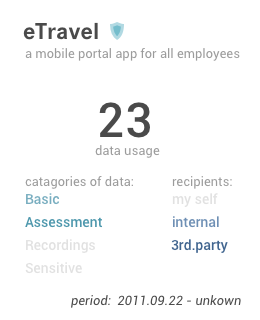 eTravel
a mobile portal app for all employees
23
data usage
catagories of data:
Basic
Assessment
Recordings
Sensitive
recipients:
my self
internal
3rd.party
period: 2011.09.22 - unkown